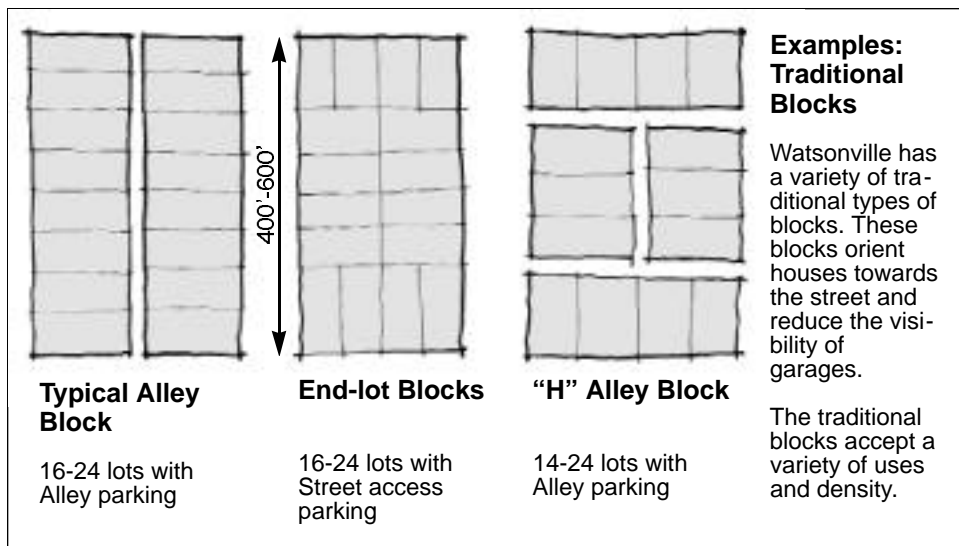 400'-600'
Typical Alley
Block
16-24 lots with
Alley parking
End-lot Blocks
16-24 lots with
Street access
parking
“H” Alley Block
14-24 lots with
Alley parking
Examples:
Traditional
Blocks
Watsonville has
a variety of tra-
ditional types of
blocks. These
blocks orient
houses towards
the street and
reduce the visi-
bility of
garages.
The traditional
blocks accept a
variety of uses
and density.